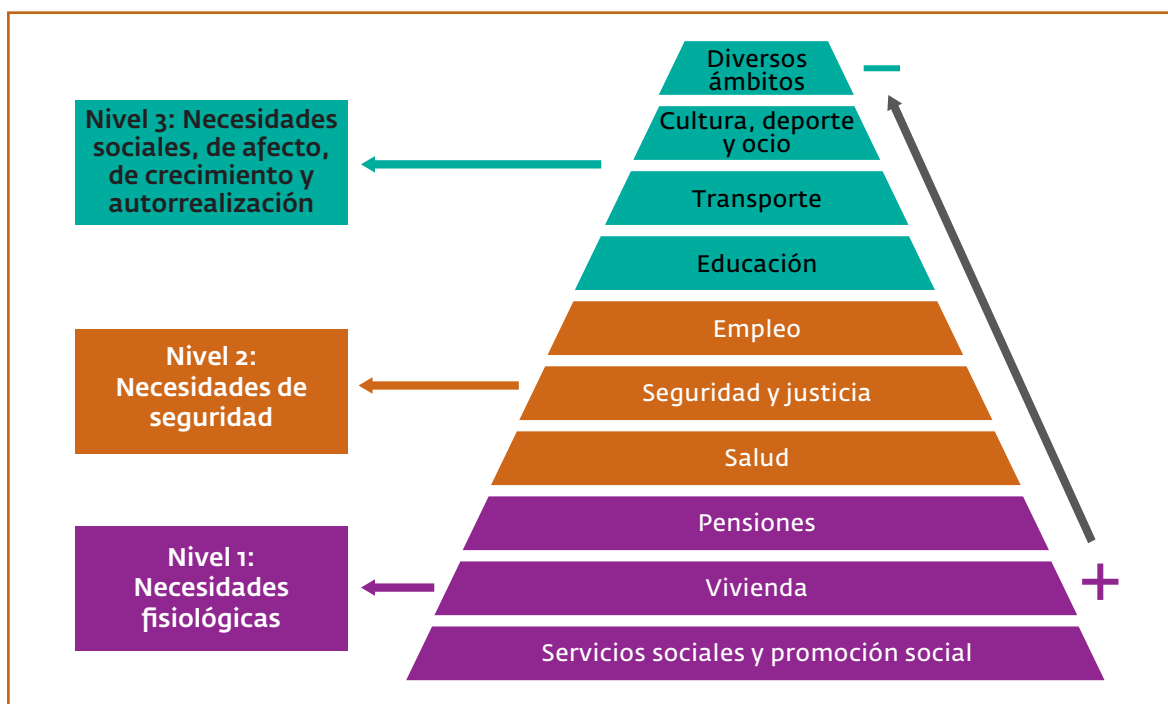 Diversos
ámbitos
–
Nivel 3: Necesidades
sociales, de afecto,
de crecimiento y
autorrealización
Cultura, deporte
y ocio
Transporte
Educación
Nivel 2:
Necesidades de
seguridad
Empleo
Seguridad y justicia
Salud
Nivel 1:
Necesidades
fisiológicas
Pensiones
Vivienda
+
Servicios sociales y promoción social